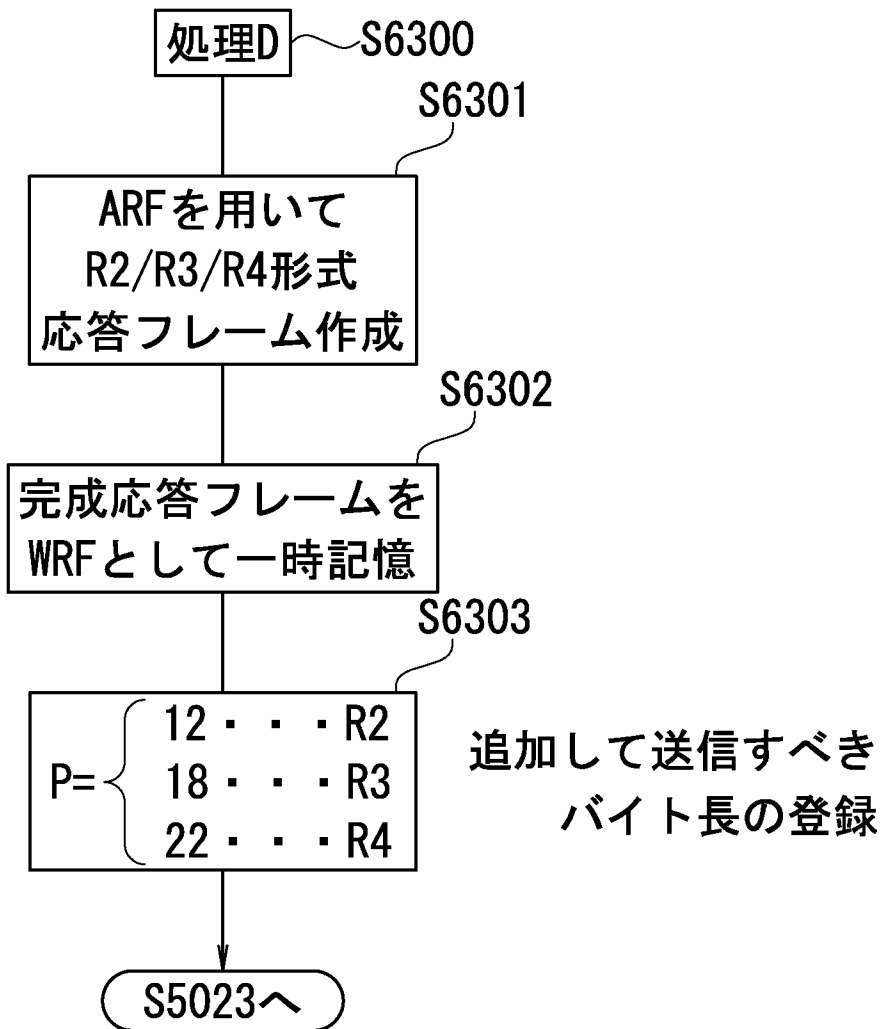 処理D
S6300
S6301
ARFを用いて
R2/R3/R4形式
応答フレーム作成
S6302
完成応答フレームを
WRFとして一時記憶
S6303
P=
12・・・R2
18・・・R3
22・・・R4
追加して送信すべき
バイト長の登録
S5023へ